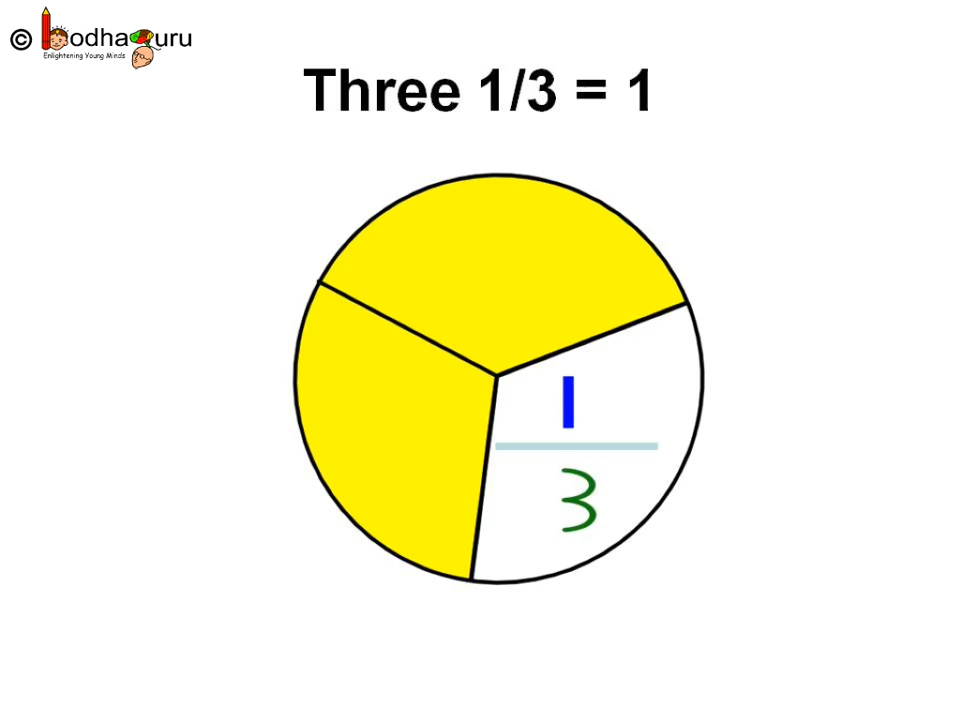 © BodhaGuru
Enlightening Young Minds
Three 1/3 = 1
1
3